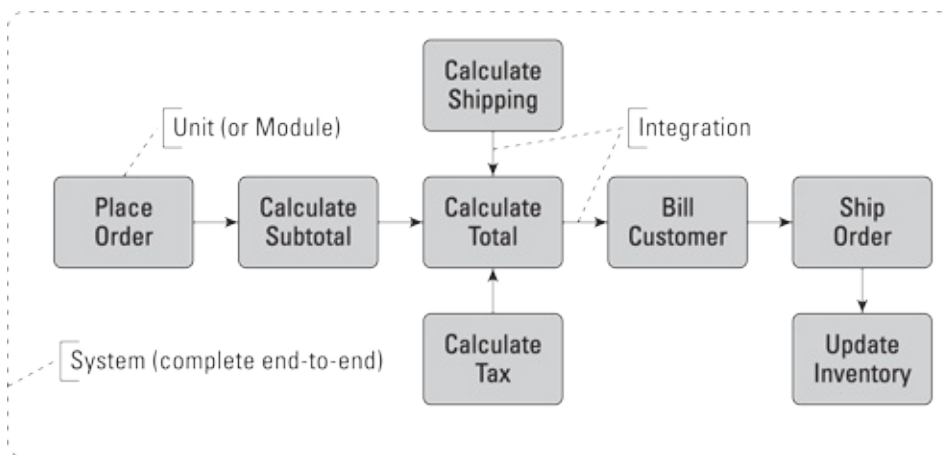 Calculate
Shipping
Unit (or Module)
Integration
Place
Order
Calculate
Subtotal
Calculate
Total
Bill
Customer
Ship
Order
System (complete end-to-end)
Calculate
Tax
Update
Inventory